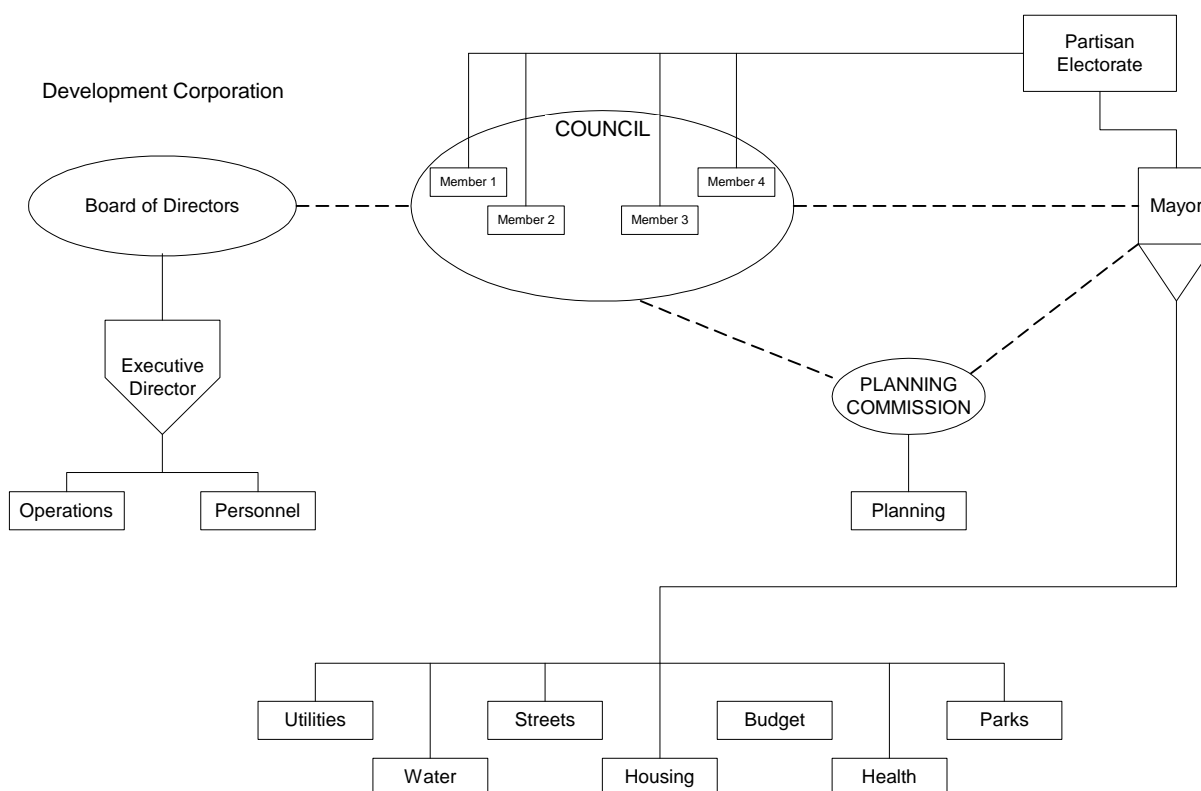 Partisan
Electorate
Development Corporation
COUNCIL
Member 1
Member 4
Board of Directors
Member 2
Member 3
Mayor
Executive
Director
PLANNING
COMMISSION
Operations
Personnel
Planning
Utilities
Streets
Budget
Parks
Water
Housing
Health